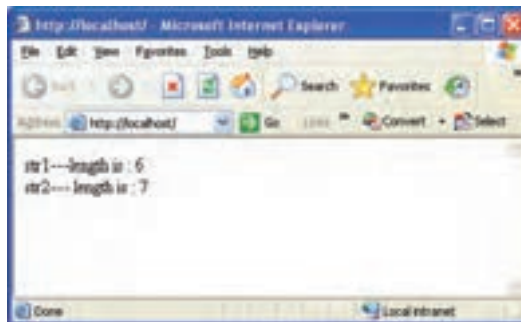 http://localhost/ - Microsoft Internet Explorer
File Edit View Favorites Tools Help
Back Search Favorites
Address http://localhost/ Go Links Convert Select
str1---length is : 6
str2--- length is : 7
Done Local intranet